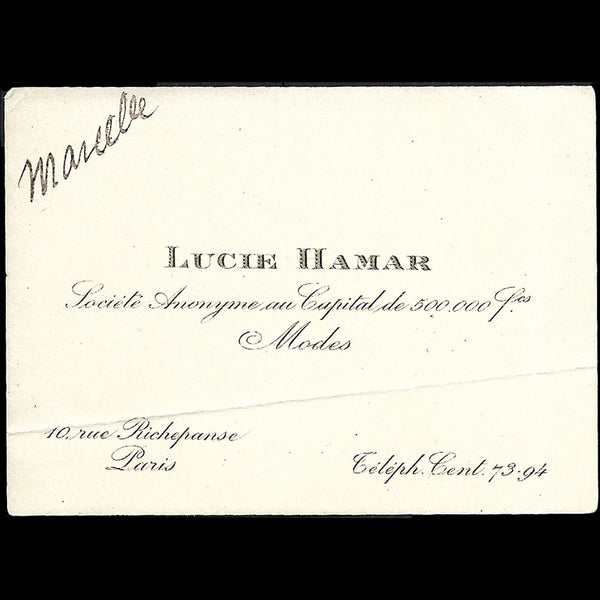 Marcelle
LUCIE HAMAR
Société Anonyme au Capital de 500.000 fcs
Modes
10, rue Richepanse
Paris
Téléph. Cent. 73-94